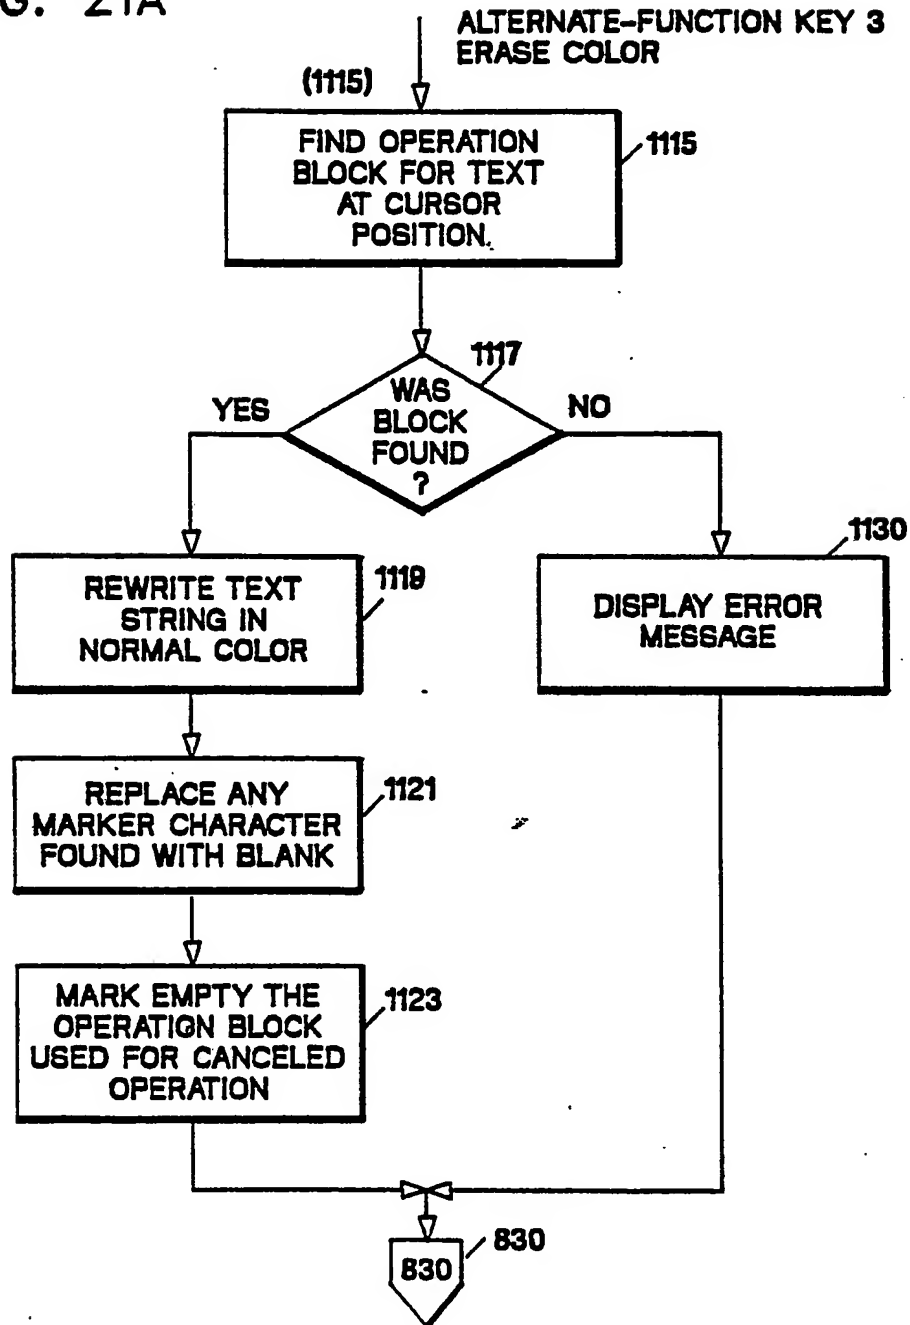 G. 21A
ALTERNATE-FUNCTION KEY 3
ERASE COLOR
(1115)
FIND OPERATION
BLOCK FOR TEXT
AT CURSOR
POSITION.
1115
1117
WAS
BLOCK
FOUND
?
YES
NO
1119
REWRITE TEXT
STRING IN
NORMAL COLOR
1130
DISPLAY ERROR
MESSAGE
REPLACE ANY
MARKER CHARACTER
FOUND WITH BLANK
1121
MARK EMPTY THE
OPERATION BLOCK
USED FOR CANCELED
OPERATION
1123
830
830